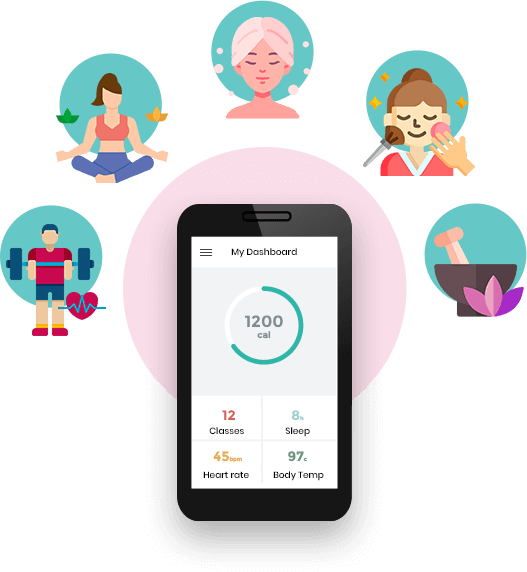 My Dashboard
1200
cal
12
Classes
8h
Sleep
45bpm
Heart rate
97c
Body Temp